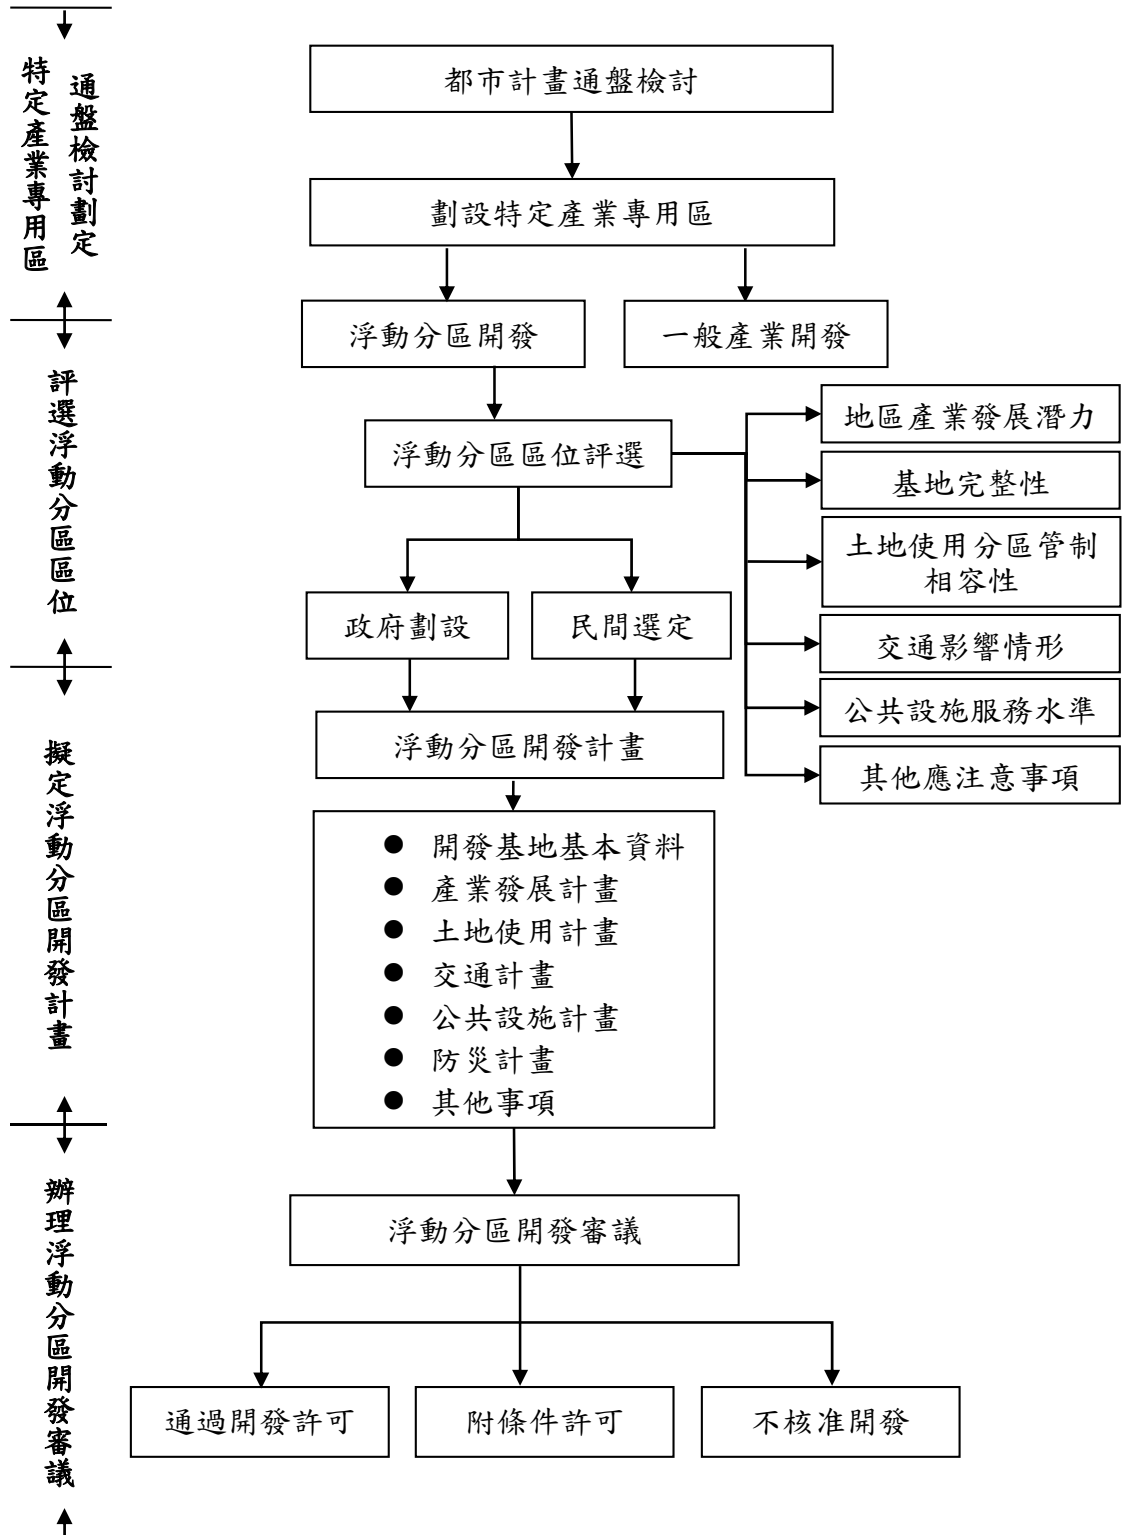 通盤檢討劃定
特定產業專用區
都市計畫通盤檢討
劃設特定產業專用區
浮動分區開發
一般產業開發
評選浮動分區區位
浮動分區區位評選
地區產業發展潛力
基地完整性
土地使用分區管制
相容性
交通影響情形
公共設施服務水準
其他應注意事項
政府劃設
民間選定
擬定浮動分區開發計畫
浮動分區開發計畫
● 開發基地基本資料
● 產業發展計畫
● 土地使用計畫
● 交通計畫
● 公共設施計畫
● 防災計畫
● 其他事項
辦理浮動分區開發審議
浮動分區開發審議
通過開發許可
附條件許可
不核准開發